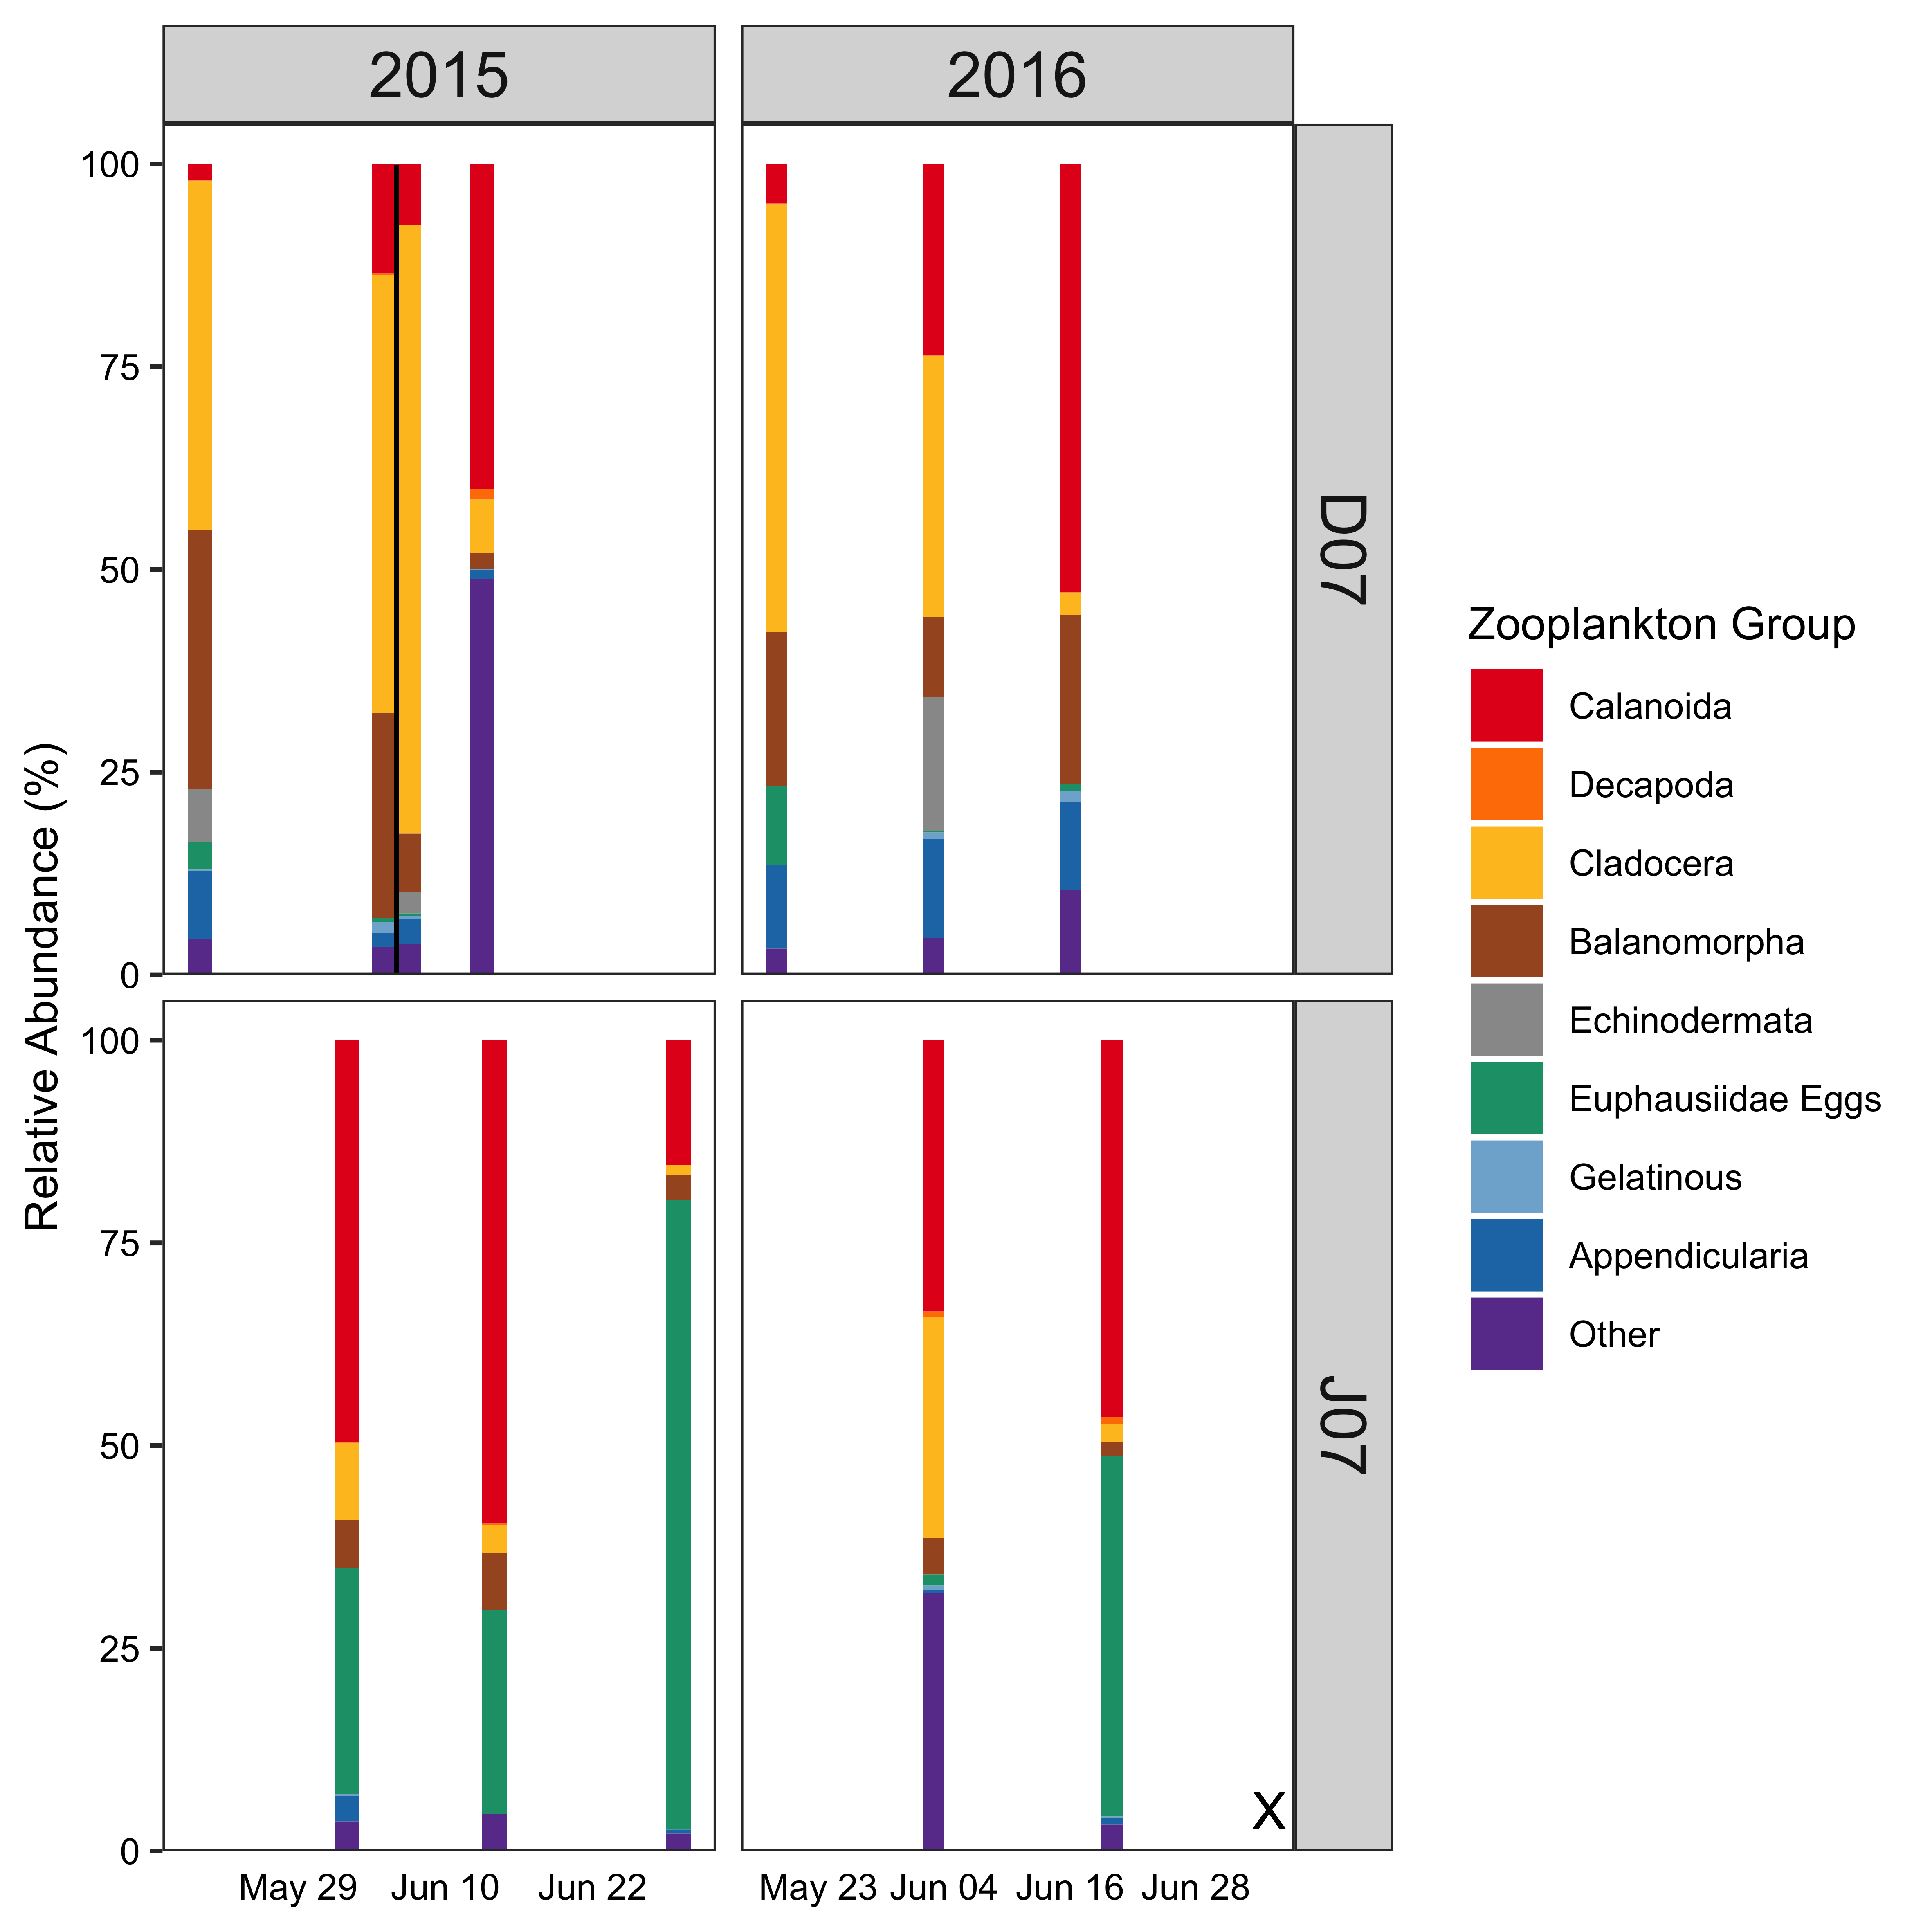 2015
2016
100
75
50
25
0
D07
100
75
50
25
0
J07
X
Relative Abundance (%)
May 29
Jun 10
Jun 22
May 23
Jun 04
Jun 16
Jun 28
Zooplankton Group
Calanoida
Decapoda
Cladocera
Balanomorpha
Echinodermata
Euphausiidae Eggs
Gelatinous
Appendicularia
Other